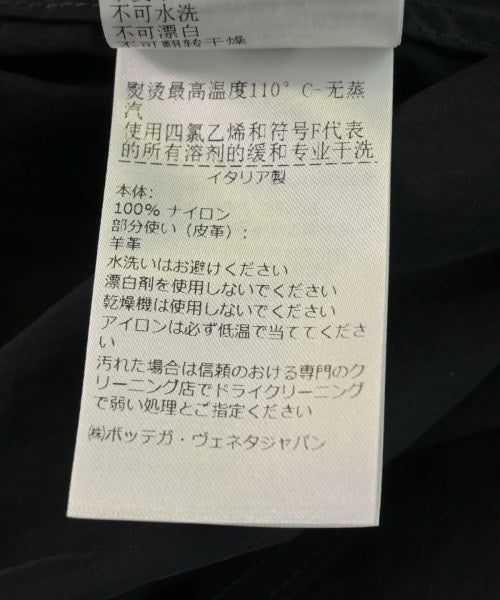 不可水洗
不可漂白
不可翻转干燥
熨烫最高温度110°C-无蒸
汽
使用四氯乙烯和符号F代表
的所有溶剂的缓和专业干洗
イタリア製
本体:
100% ナイロン
部分使い（皮革）:
羊革
水洗いはお避けください
漂白剤を使用しないでください
乾燥機は使用しないでください
アイロンは必ず低温で当ててくださ
い
汚れた場合は信頼のおける専門のク
リーニング店でドライクリーニング
で弱い処理とご指定ください
㈱ボッテガ・ヴェネタジャパン